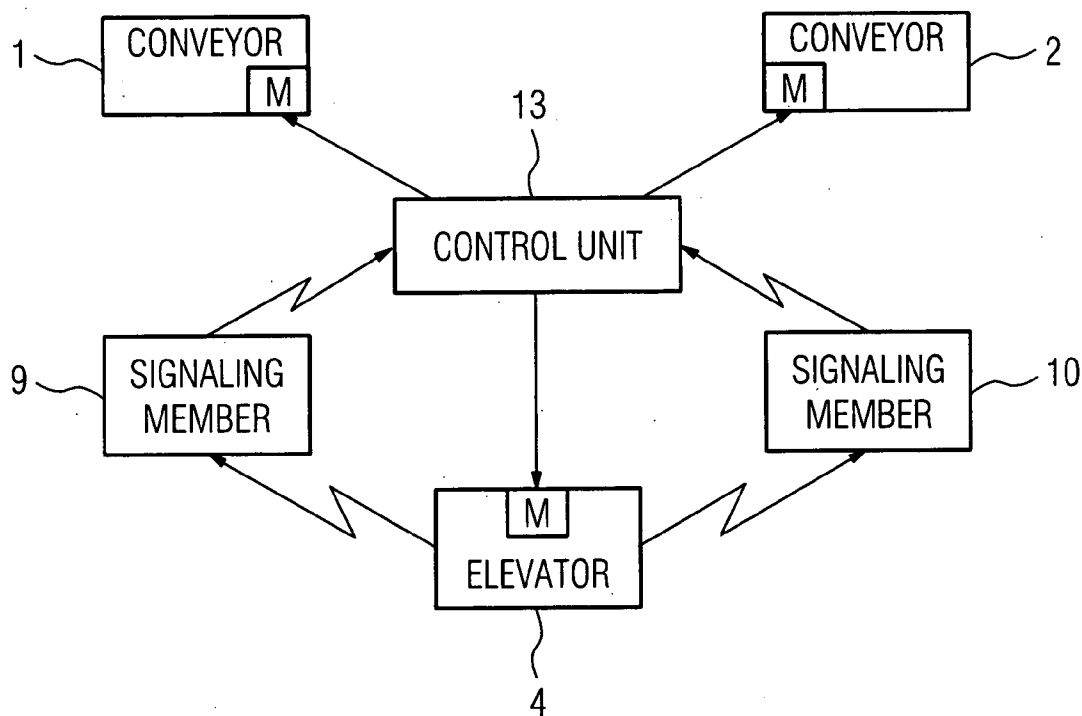 CONVEYOR
M
1
CONVEYOR
M
2
13
CONTROL UNIT
9
SIGNALING
MEMBER
SIGNALING
MEMBER
10
M
ELEVATOR
4